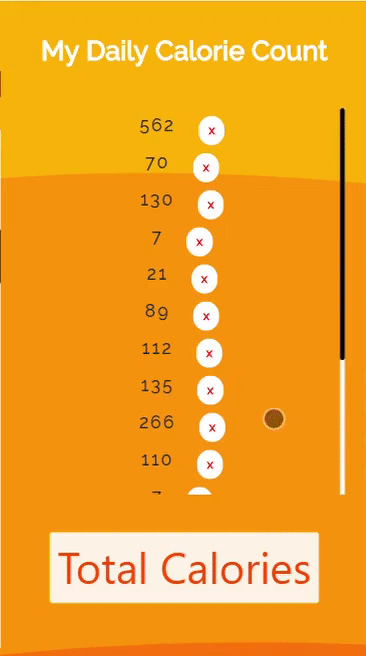 My Daily Calorie Count
562 x
70 x
130 x
7 x
21 x
89 x
112 x
135 x
266 x
110 x
Total Calories